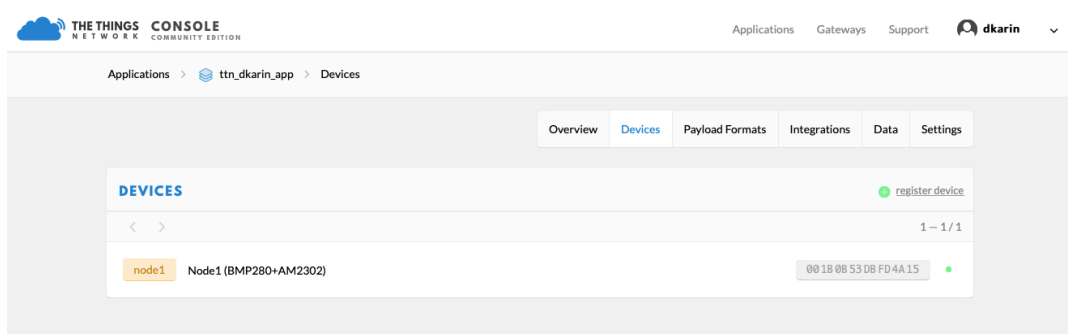 THE THINGS NETWORK CONSOLE COMMUNITY EDITION
Applications Gateways Support dkarin
Applications > ttn_dkarin_app > Devices
Overview Devices Payload Formats Integrations Data Settings
DEVICES register device
1 — 1 / 1
node1 Node1 (BMP280+AM2302) 00 1B 0B 53 DB FD 4A 15